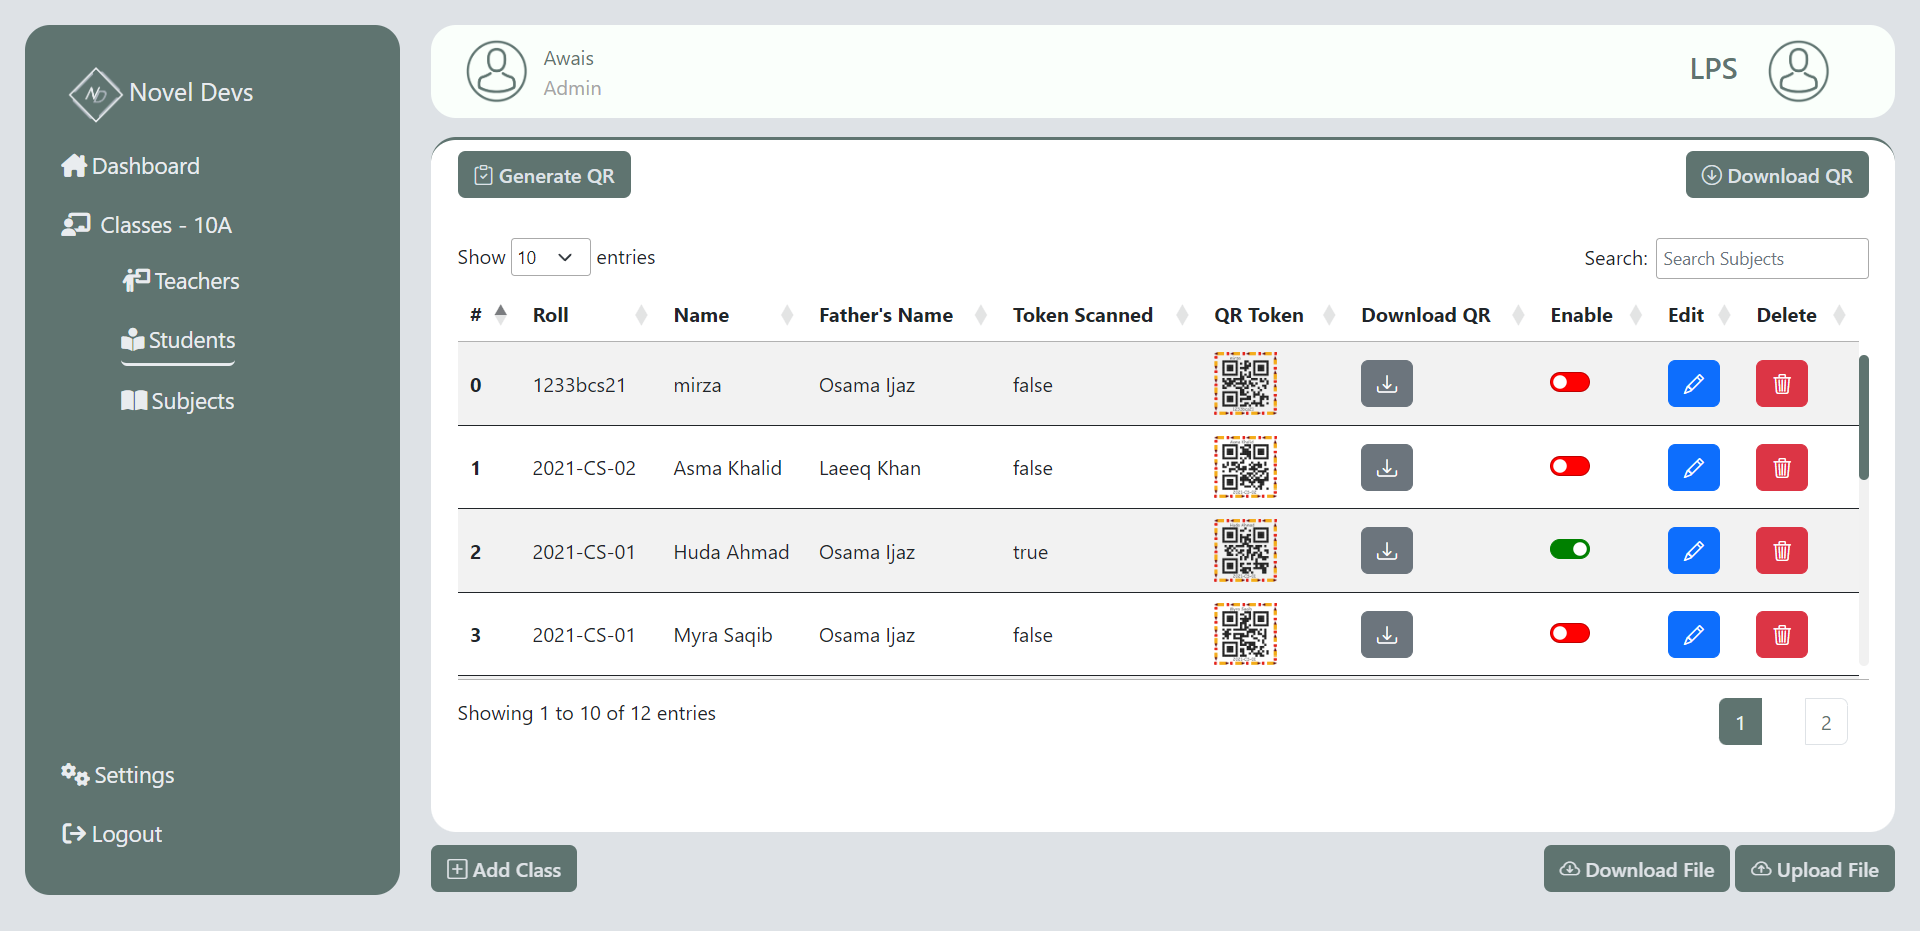 Novel Devs
Dashboard
Classes - 10A
Teachers
Students
Subjects
Settings
Logout
Awais
Admin
LPS
Generate QR
Download QR
Show 10 entries
Search: Search Subjects
# Roll Name Father's Name Token Scanned QR Token Download QR Enable Edit Delete
0 1233bcs21 mirza Osama Ijaz false
1 2021-CS-02 Asma Khalid Laeeq Khan false
2 2021-CS-01 Huda Ahmad Osama Ijaz true
3 2021-CS-01 Myra Saqib Osama Ijaz false
Showing 1 to 10 of 12 entries
1 2
Add Class
Download File
Upload File